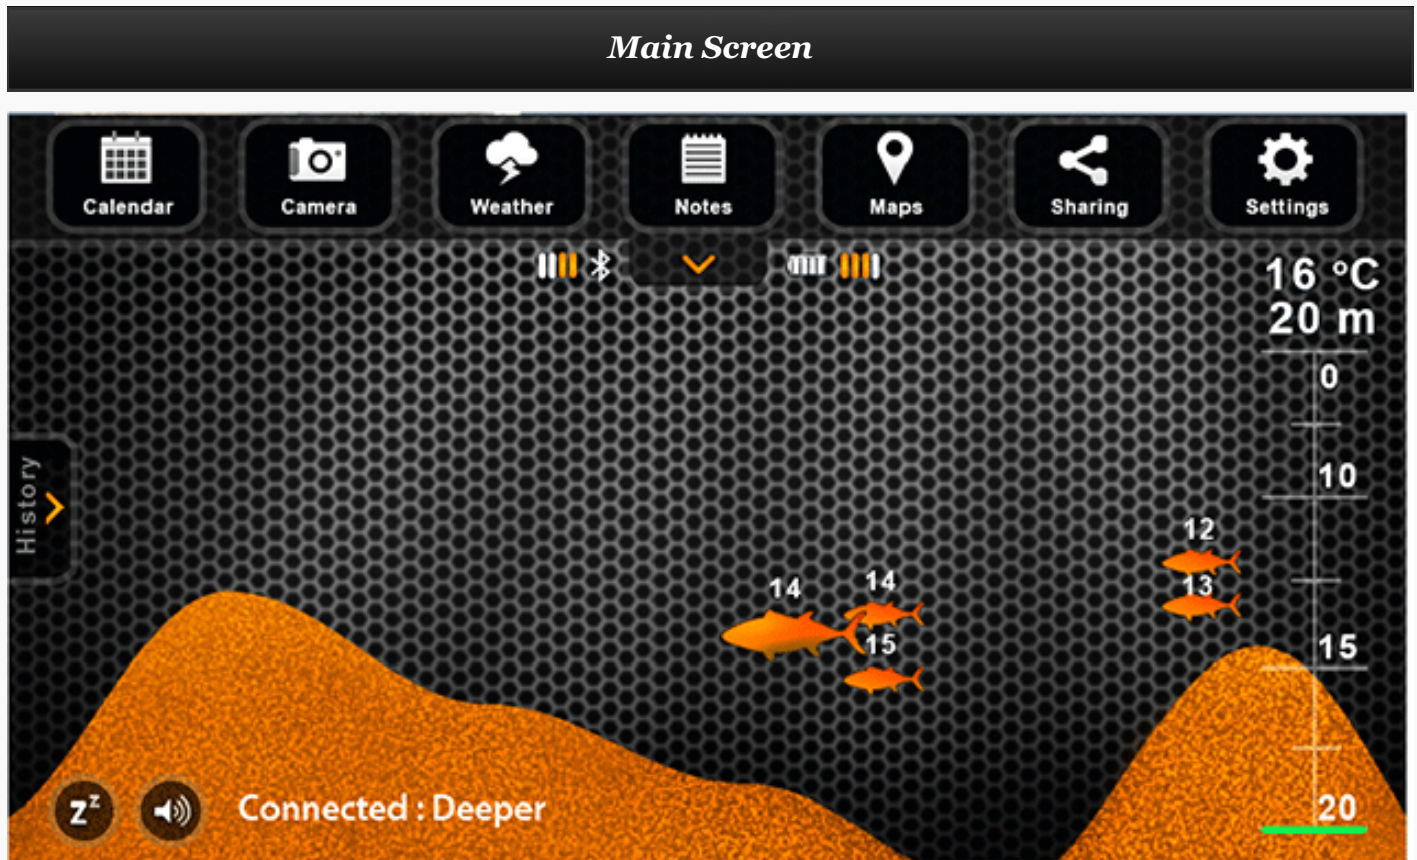 Main Screen
Calendar
Camera
Weather
Notes
Maps
Sharing
Settings
16 °C
20 m
0
10
History
12
14
14
13
15
15
zz
Connected : Deeper
20